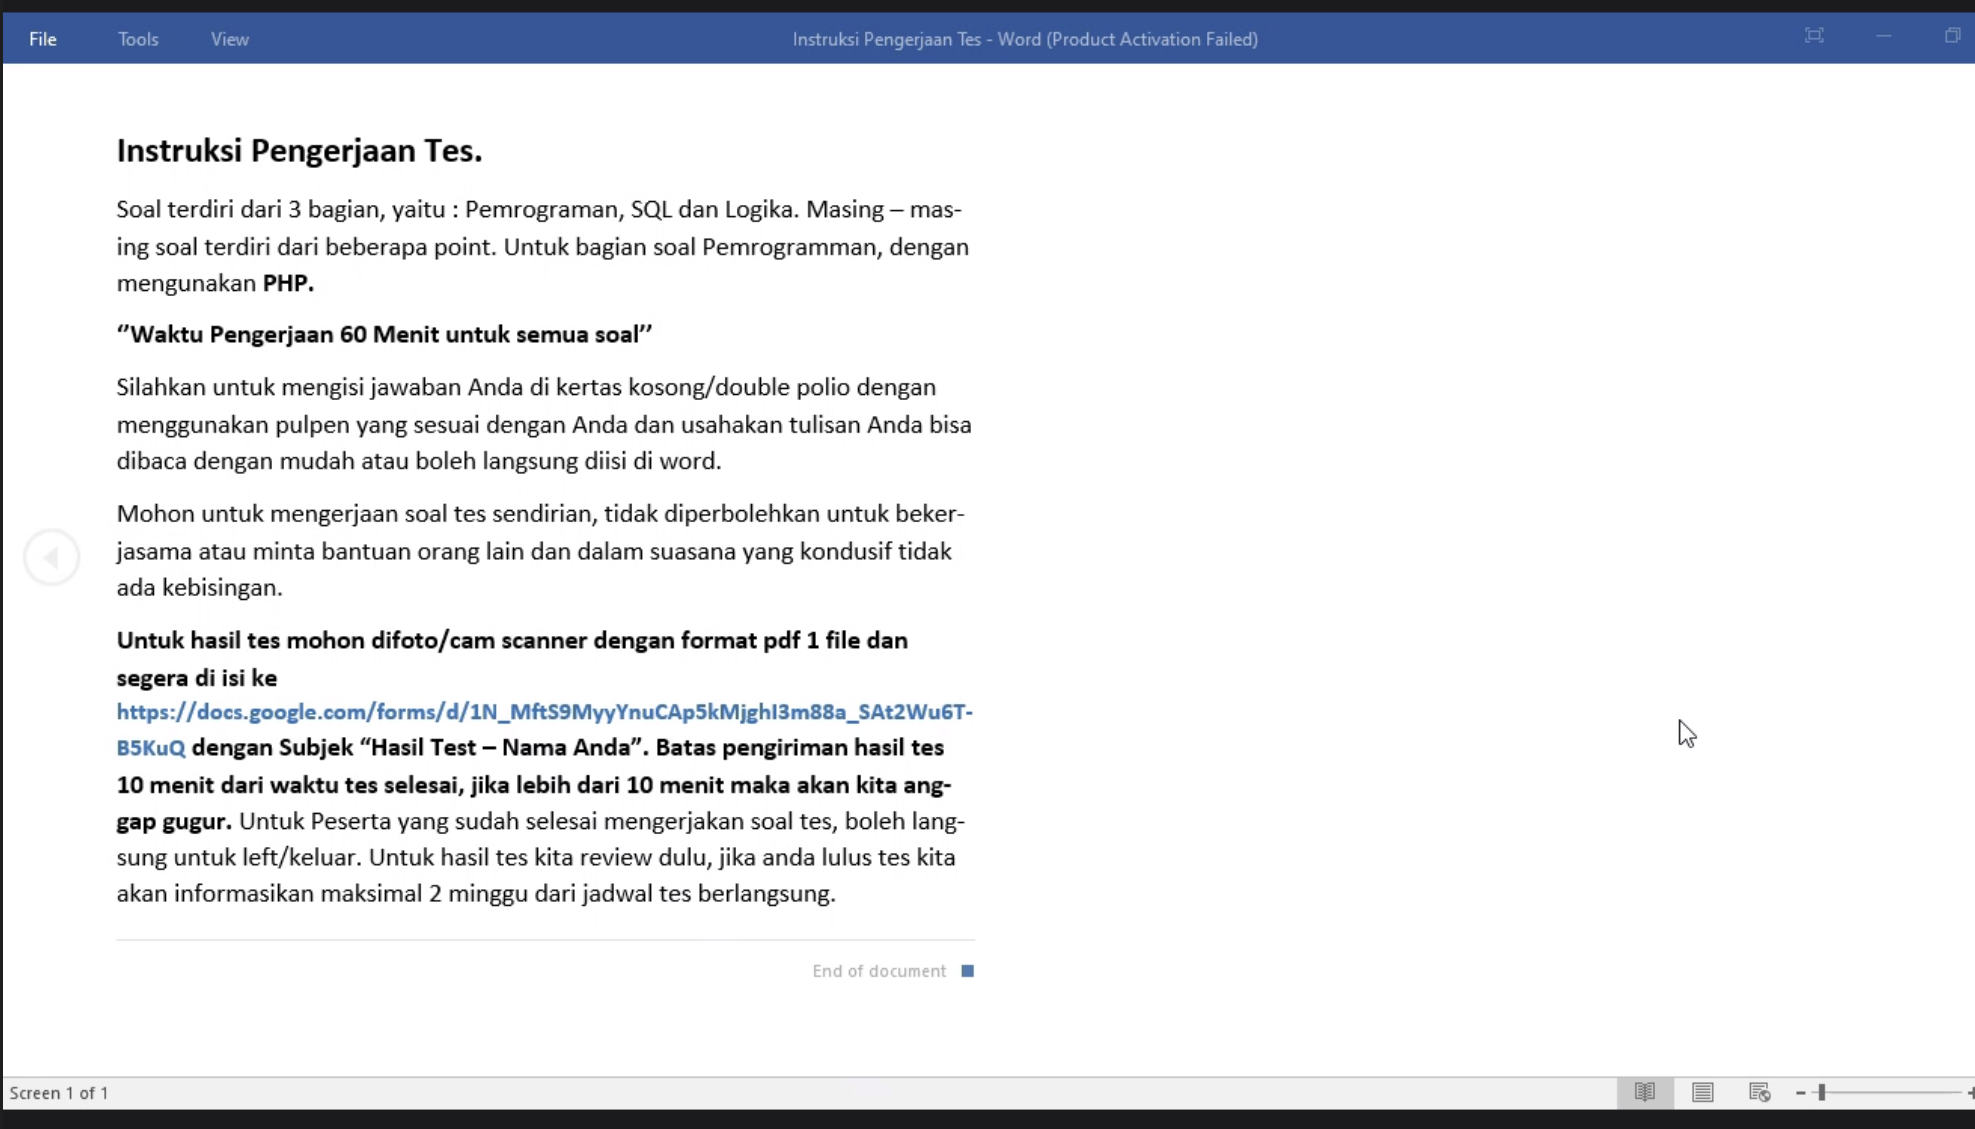 File Tools View Instruksi Pengerjaan Tes - Word (Product Activation Failed)
Instruksi Pengerjaan Tes.
Soal terdiri dari 3 bagian, yaitu : Pemrograman, SQL dan Logika. Masing – mas-
ing soal terdiri dari beberapa point. Untuk bagian soal Pemrogramman, dengan
mengunakan PHP.
‘’Waktu Pengerjaan 60 Menit untuk semua soal’’
Silahkan untuk mengisi jawaban Anda di kertas kosong/double polio dengan
menggunakan pulpen yang sesuai dengan Anda dan usahakan tulisan Anda bisa
dibaca dengan mudah atau boleh langsung diisi di word.
Mohon untuk mengerjaan soal tes sendirian, tidak diperbolehkan untuk beker-
jasama atau minta bantuan orang lain dan dalam suasana yang kondusif tidak
ada kebisingan.
Untuk hasil tes mohon difoto/cam scanner dengan format pdf 1 file dan
segera di isi ke
https://docs.google.com/forms/d/1N_MftS9MyyYnuCAp5kMjghI3m88a_SAt2Wu6T-
B5KuQ dengan Subjek “Hasil Test – Nama Anda”. Batas pengiriman hasil tes
10 menit dari waktu tes selesai, jika lebih dari 10 menit maka akan kita ang-
gap gugur. Untuk Peserta yang sudah selesai mengerjakan soal tes, boleh lang-
sung untuk left/keluar. Untuk hasil tes kita review dulu, jika anda lulus tes kita
akan informasikan maksimal 2 minggu dari jadwal tes berlangsung.
End of document
Screen 1 of 1